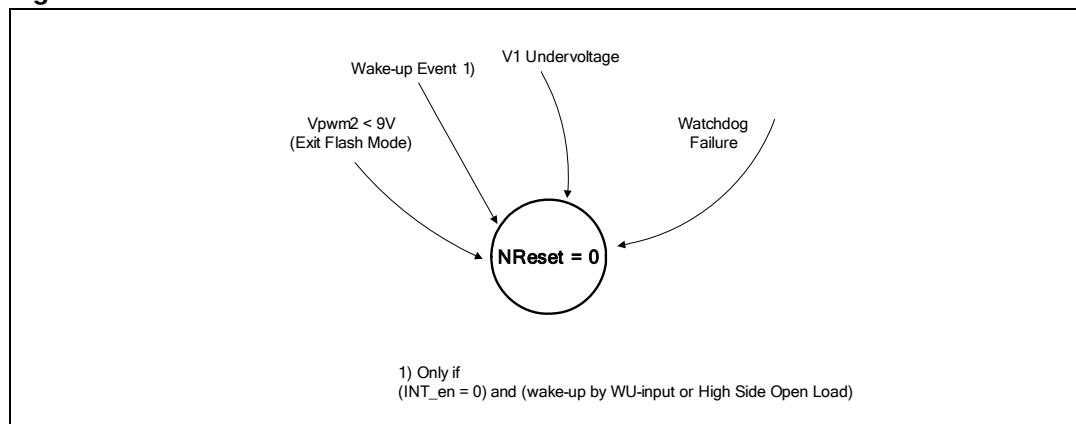 V1 Undervoltage
Wake-up Event 1)
Vpwm2 < 9V
(Exit Flash Mode)
Watchdog
Failure
NReset = 0
1) Only if
(INT_en = 0) and (wake-up by WU-input or High Side Open Load)